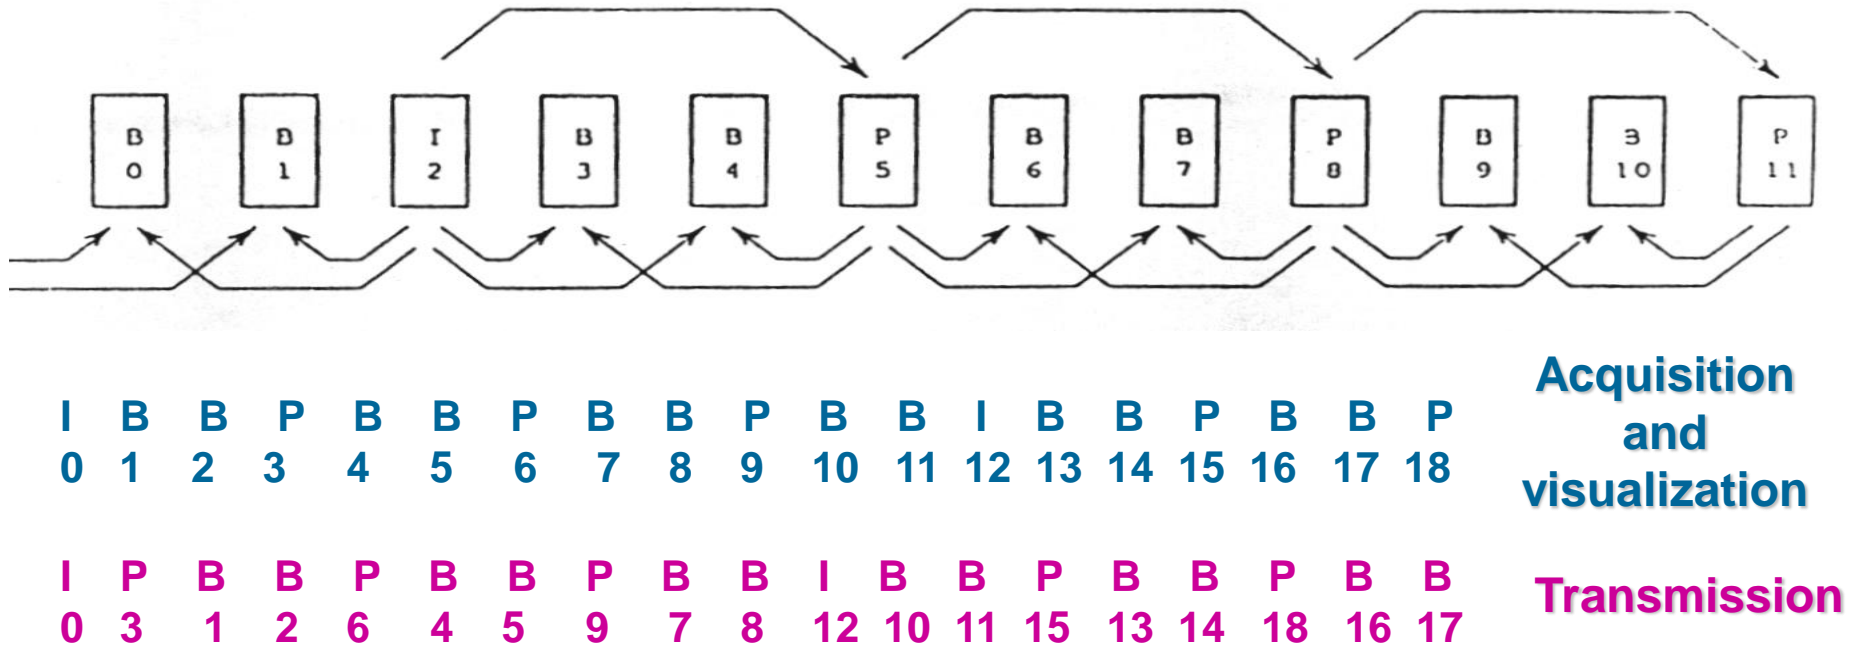 B B I B B P B B P B 3 P
0 1 2 3 4 5 6 7 8 9 10 11
Acquisition
and
visualization
I B B P B B P B B P B B I B B P B B P
0 1 2 3 4 5 6 7 8 9 10 11 12 13 14 15 16 17 18
I P B B P B B P B B I B B P B B P B B
0 3 1 2 6 4 5 9 7 8 12 10 11 15 13 14 18 16 17
Transmission